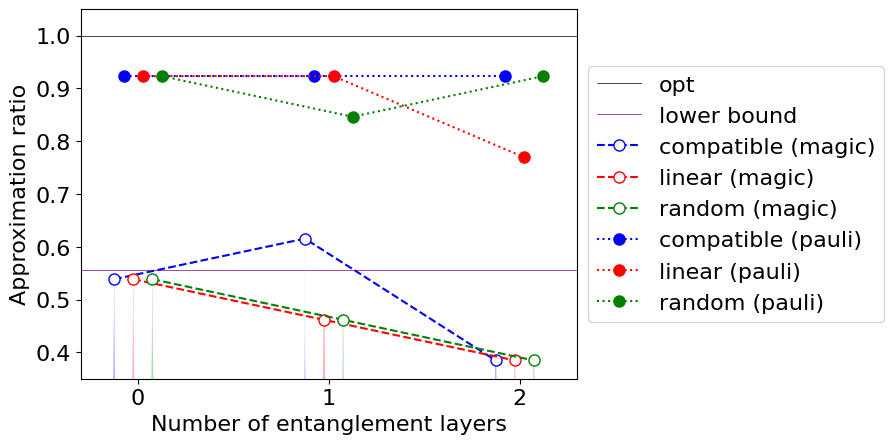 Approximation ratio
1.0
0.9
0.8
0.7
0.6
0.5
0.4
0
1
2
Number of entanglement layers
opt
lower bound
compatible (magic)
linear (magic)
random (magic)
compatible (pauli)
linear (pauli)
random (pauli)